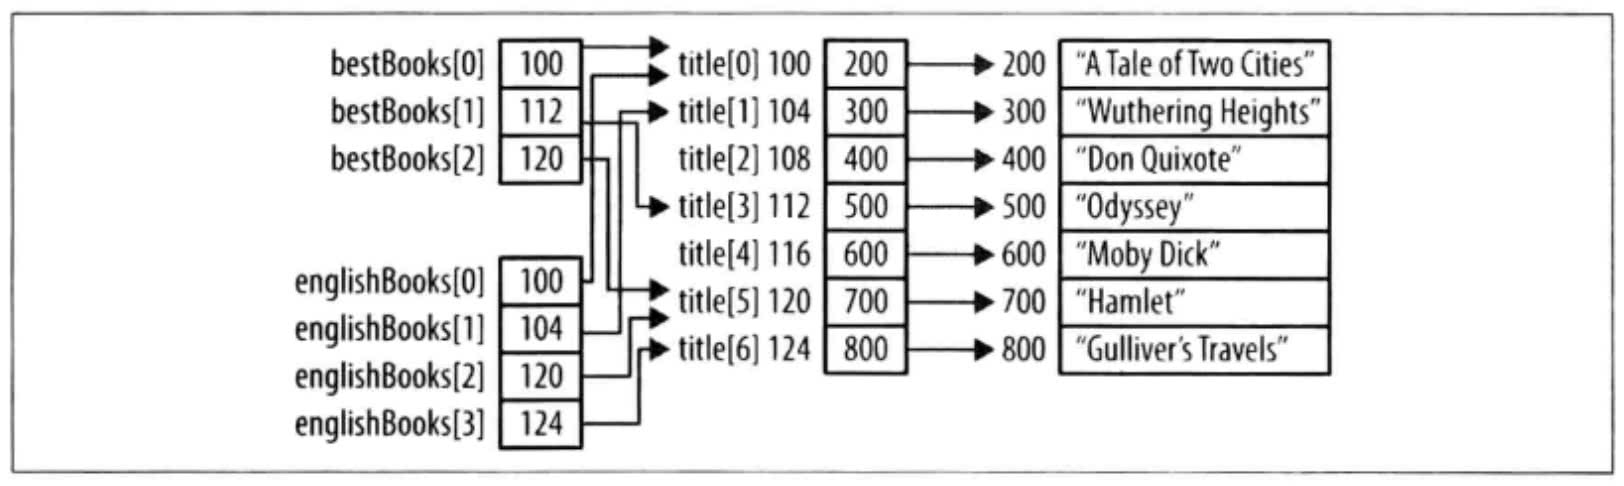 bestBooks[0] 100 title[0] 100 200 200 “A Tale of Two Cities”
bestBooks[1] 112 title[1] 104 300 300 “Wuthering Heights”
bestBooks[2] 120 title[2] 108 400 400 “Don Quixote”
title[3] 112 500 500 “Odyssey”
title[4] 116 600 600 “Moby Dick”
englishBooks[0] 100 title[5] 120 700 700 “Hamlet”
englishBooks[1] 104 title[6] 124 800 800 “Gulliver’s Travels”
englishBooks[2] 120
englishBooks[3] 124